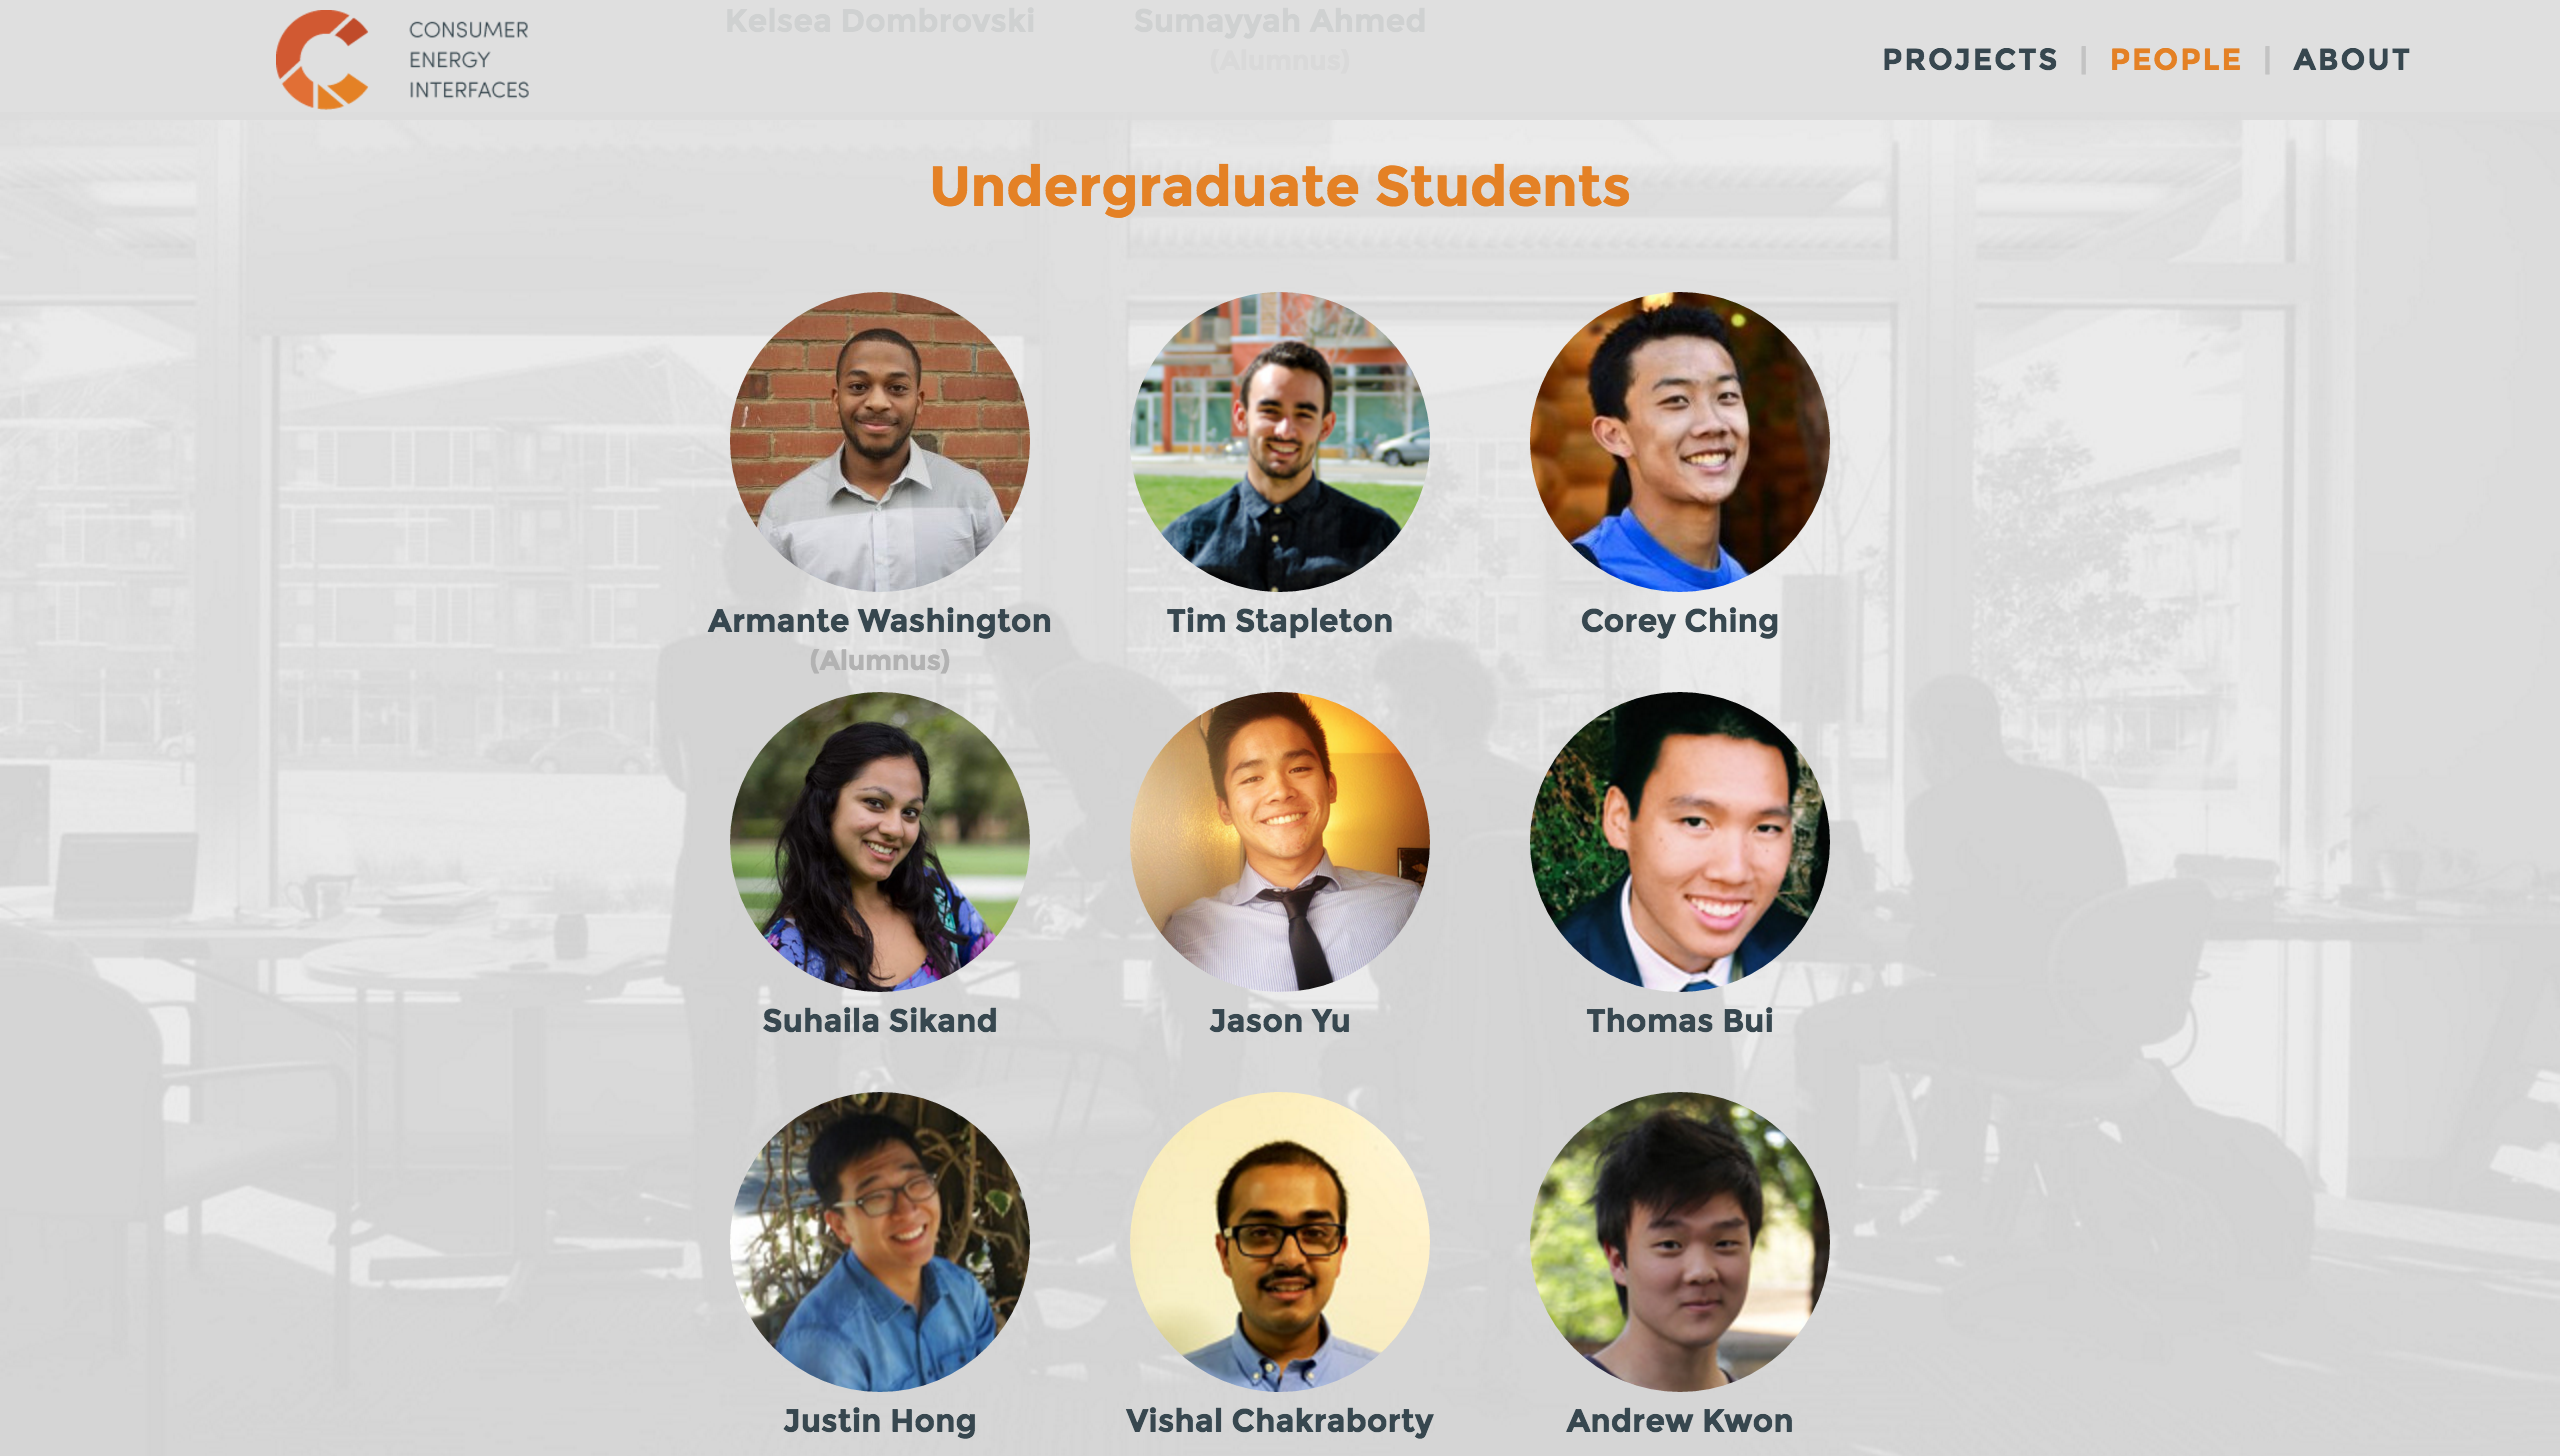 CONSUMER
ENERGY
INTERFACES
Kelsea Dombrovski
Sumayyah Ahmed
(Alumnus)
PROJECTS | PEOPLE | ABOUT
Undergraduate Students
Armante Washington
(Alumnus)
Tim Stapleton
Corey Ching
Suhaila Sikand
Jason Yu
Thomas Bui
Justin Hong
Vishal Chakraborty
Andrew Kwon